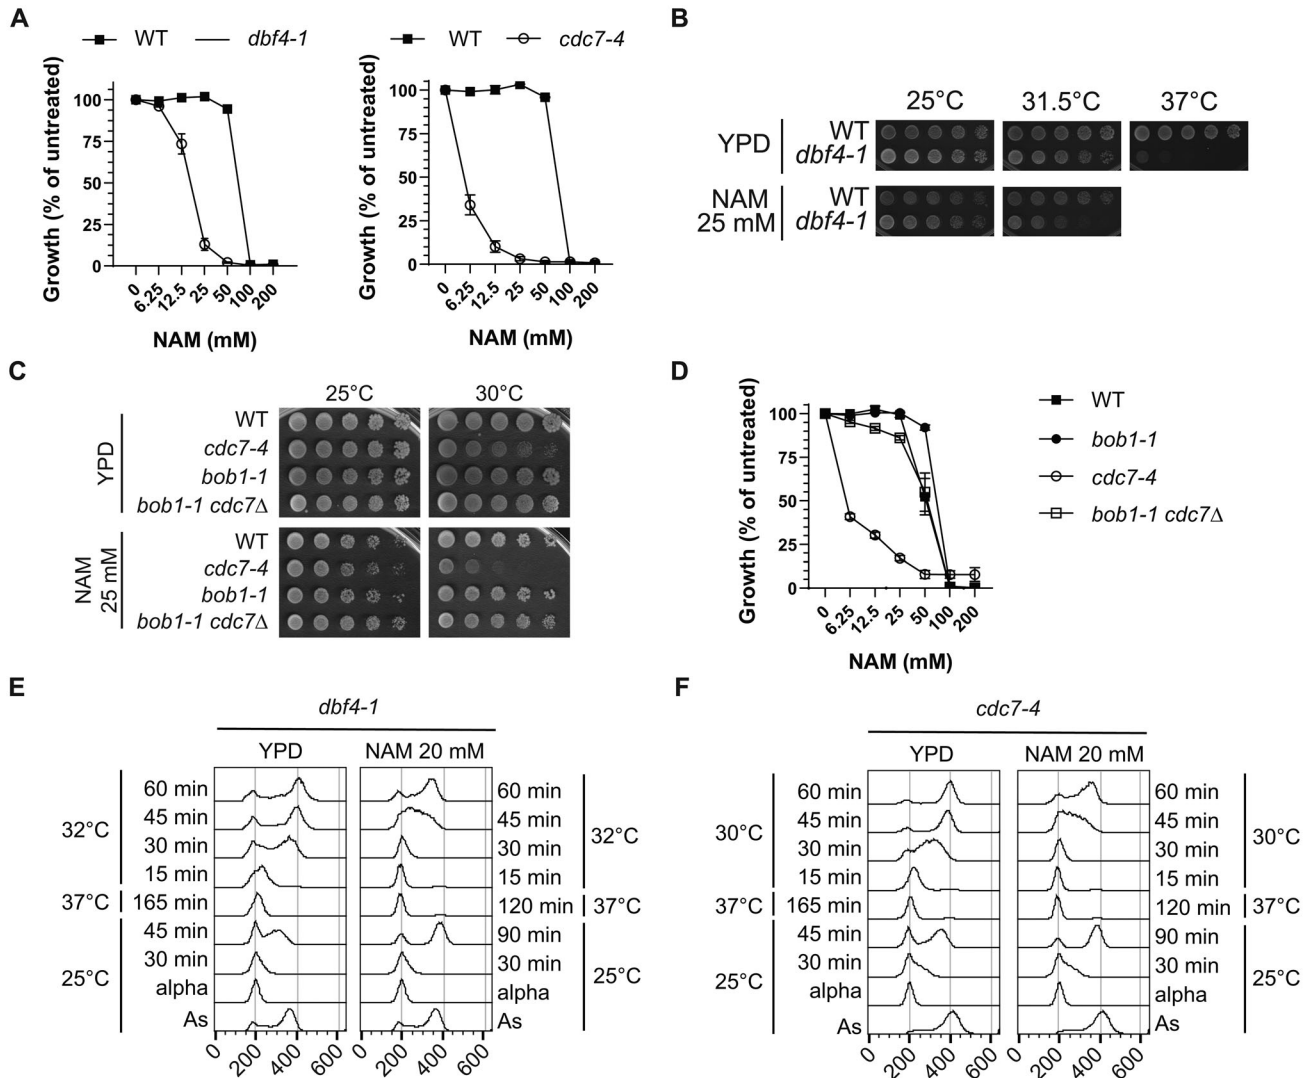 A
WT dbf4-1
Growth (% of untreated)
100
75
50
25
0
0 6.25 12.5 25 50 100 200
NAM (mM)
WT cdc7-4
Growth (% of untreated)
100
75
50
25
0
0 6.25 12.5 25 50 100 200
NAM (mM)
B
25°C 31.5°C 37°C
YPD
WT
dbf4-1
NAM
25 mM
WT
dbf4-1
C
25°C 30°C
YPD
WT
cdc7-4
bob1-1
bob1-1 cdc7Δ
NAM
25 mM
WT
cdc7-4
bob1-1
bob1-1 cdc7Δ
D
Growth (% of untreated)
100
75
50
25
0
0 6.25 12.5 25 50 100 200
NAM (mM)
WT
bob1-1
cdc7-4
bob1-1 cdc7Δ
E
dbf4-1
YPD NAM 20 mM
32°C
37°C
25°C
60 min
45 min
30 min
15 min
165 min
45 min
30 min
alpha
As
60 min
45 min
30 min
15 min
120 min
90 min
30 min
alpha
As
32°C
37°C
25°C
0 200 400 600
0 200 400 600
F
cdc7-4
YPD NAM 20 mM
30°C
37°C
25°C
60 min
45 min
30 min
15 min
165 min
45 min
30 min
alpha
As
60 min
45 min
30 min
15 min
120 min
90 min
30 min
alpha
As
30°C
37°C
25°C
0 200 400 600
0 200 400 600